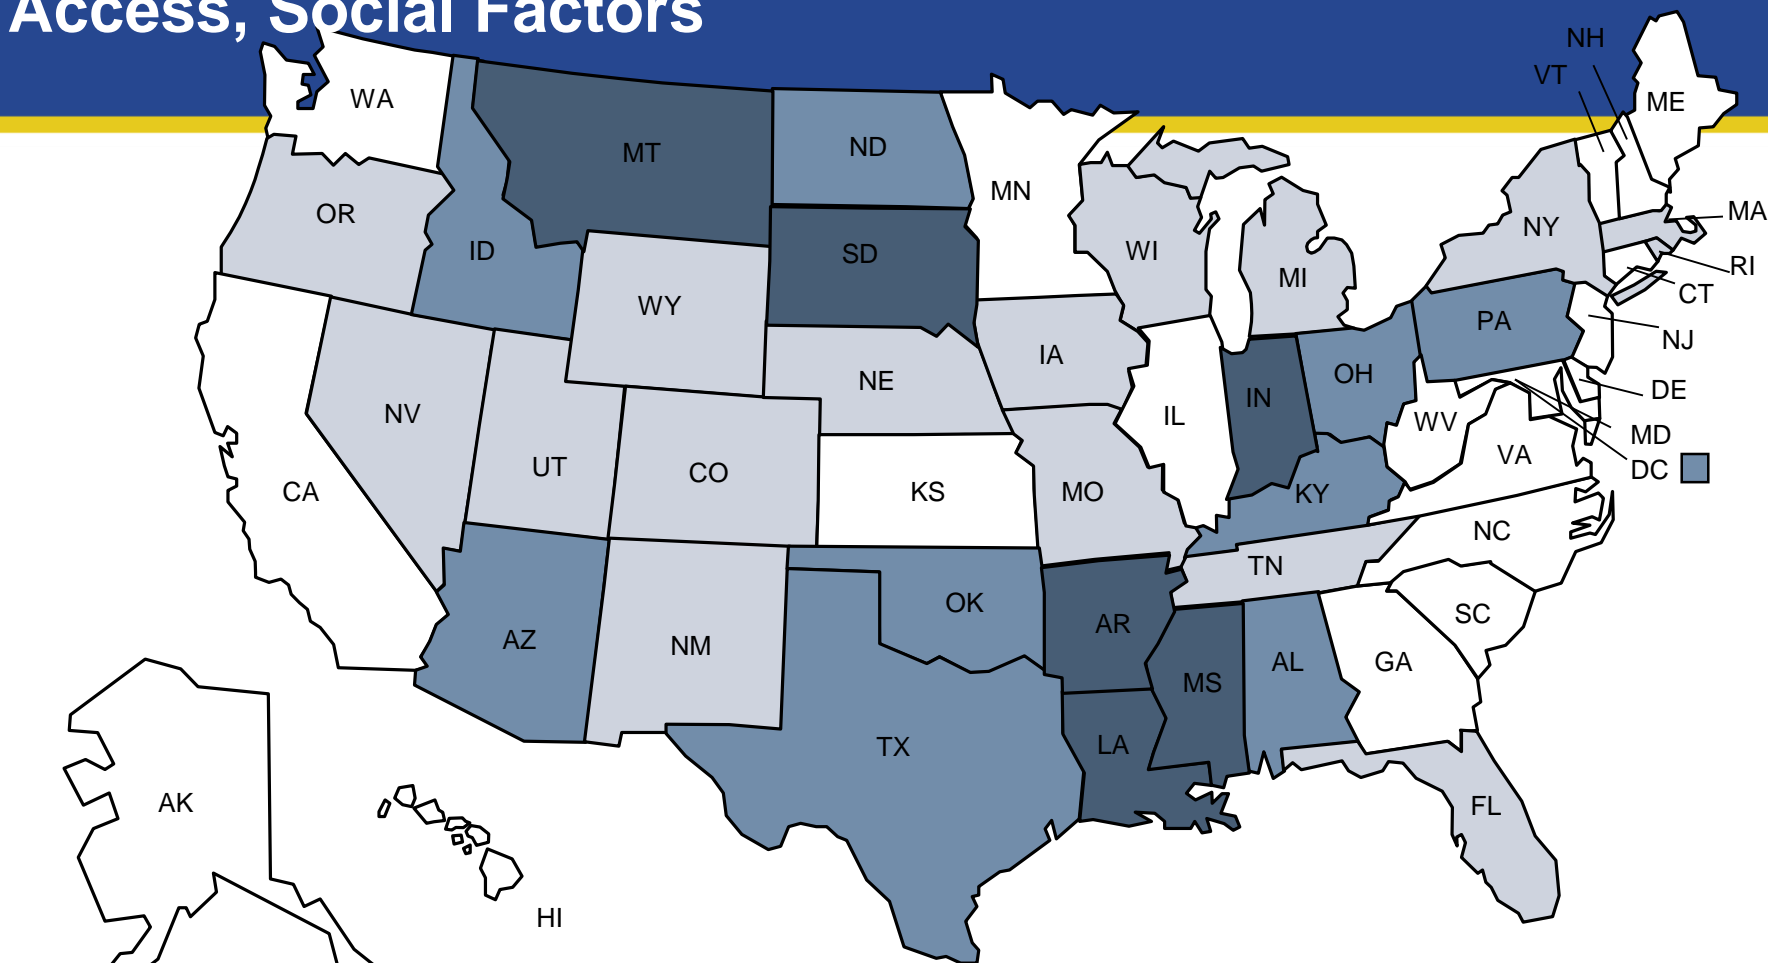 Access, Social Factors
NH
VT
WA
ME
MT
ND
MN
OR
MA
NY
ID
SD
WI
RI
MI
CT
WY
PA
NJ
IA
OH
NE
DE
IN
NV
IL
WV
MD
VA
UT
CO
DC
CA
KS
MO
KY
NC
TN
OK
AR
SC
AZ
NM
AL
GA
MS
TX
LA
AK
FL
HI